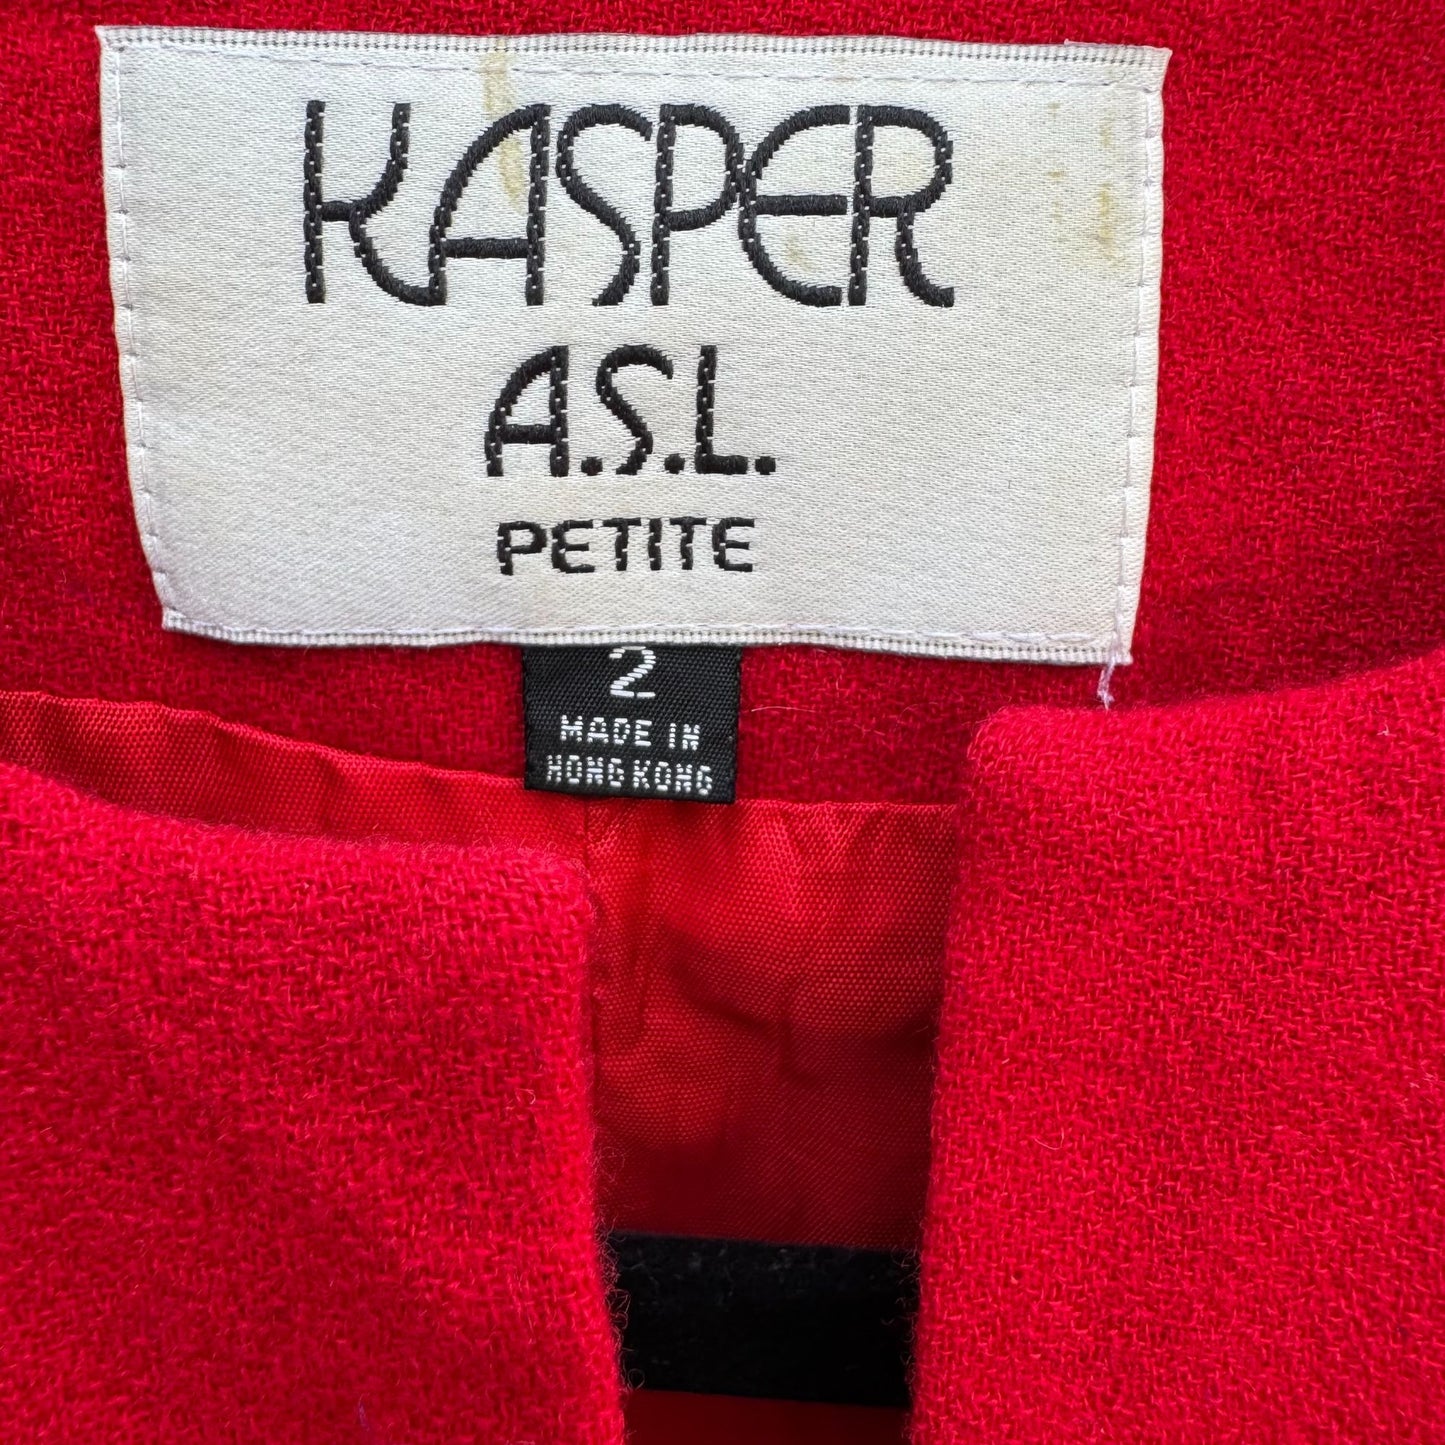 KASPER
A.S.L.
PETITE
2
MADE IN
HONG KONG